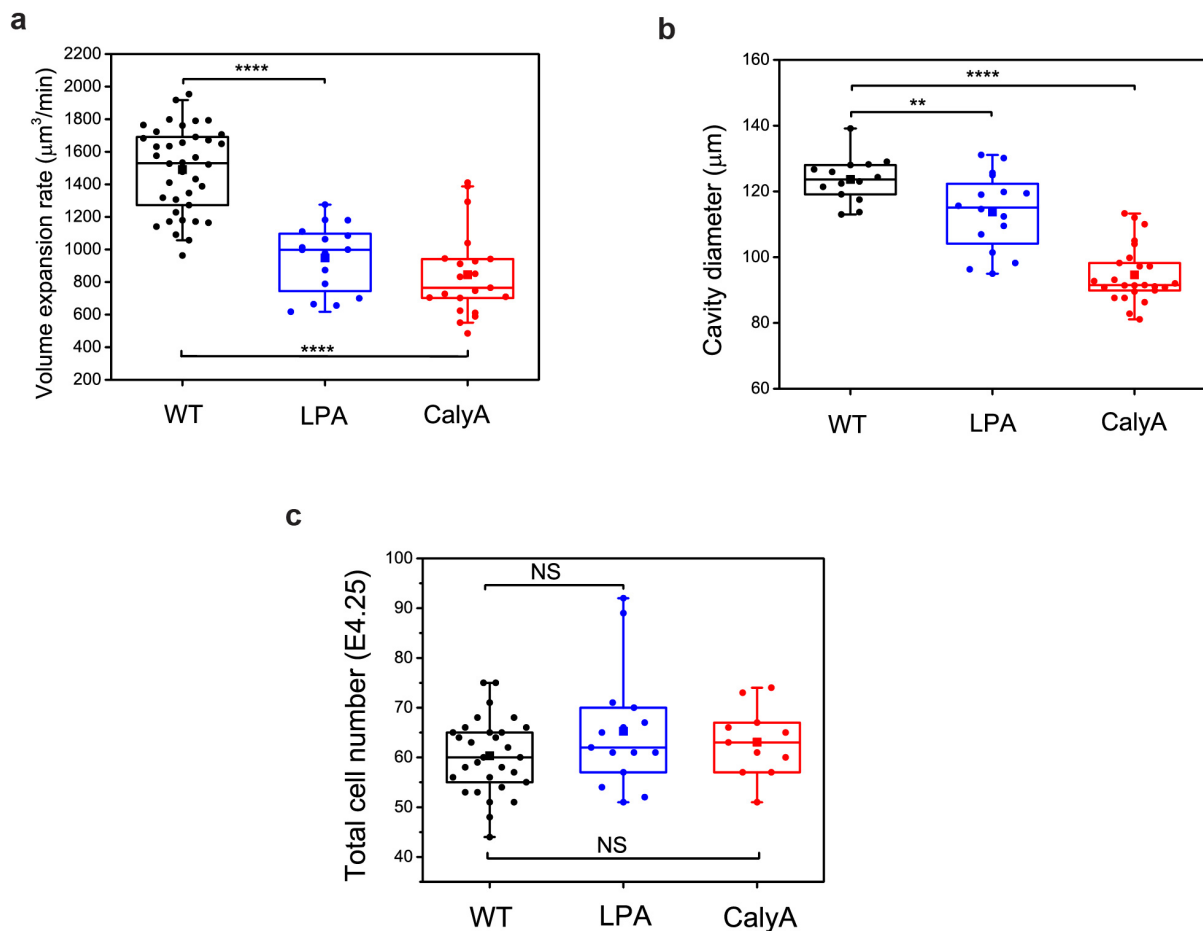 a
Volume expansion rate (μm³/min)
2200
2000
1800
1600
1400
1200
1000
800
600
400
200
****
****
WT
LPA
CalyA
b
Cavity diameter (μm)
160
140
120
100
80
60
****
**
WT
LPA
CalyA
c
Total cell number (E4.25)
100
90
80
70
60
50
40
NS
NS
WT
LPA
CalyA